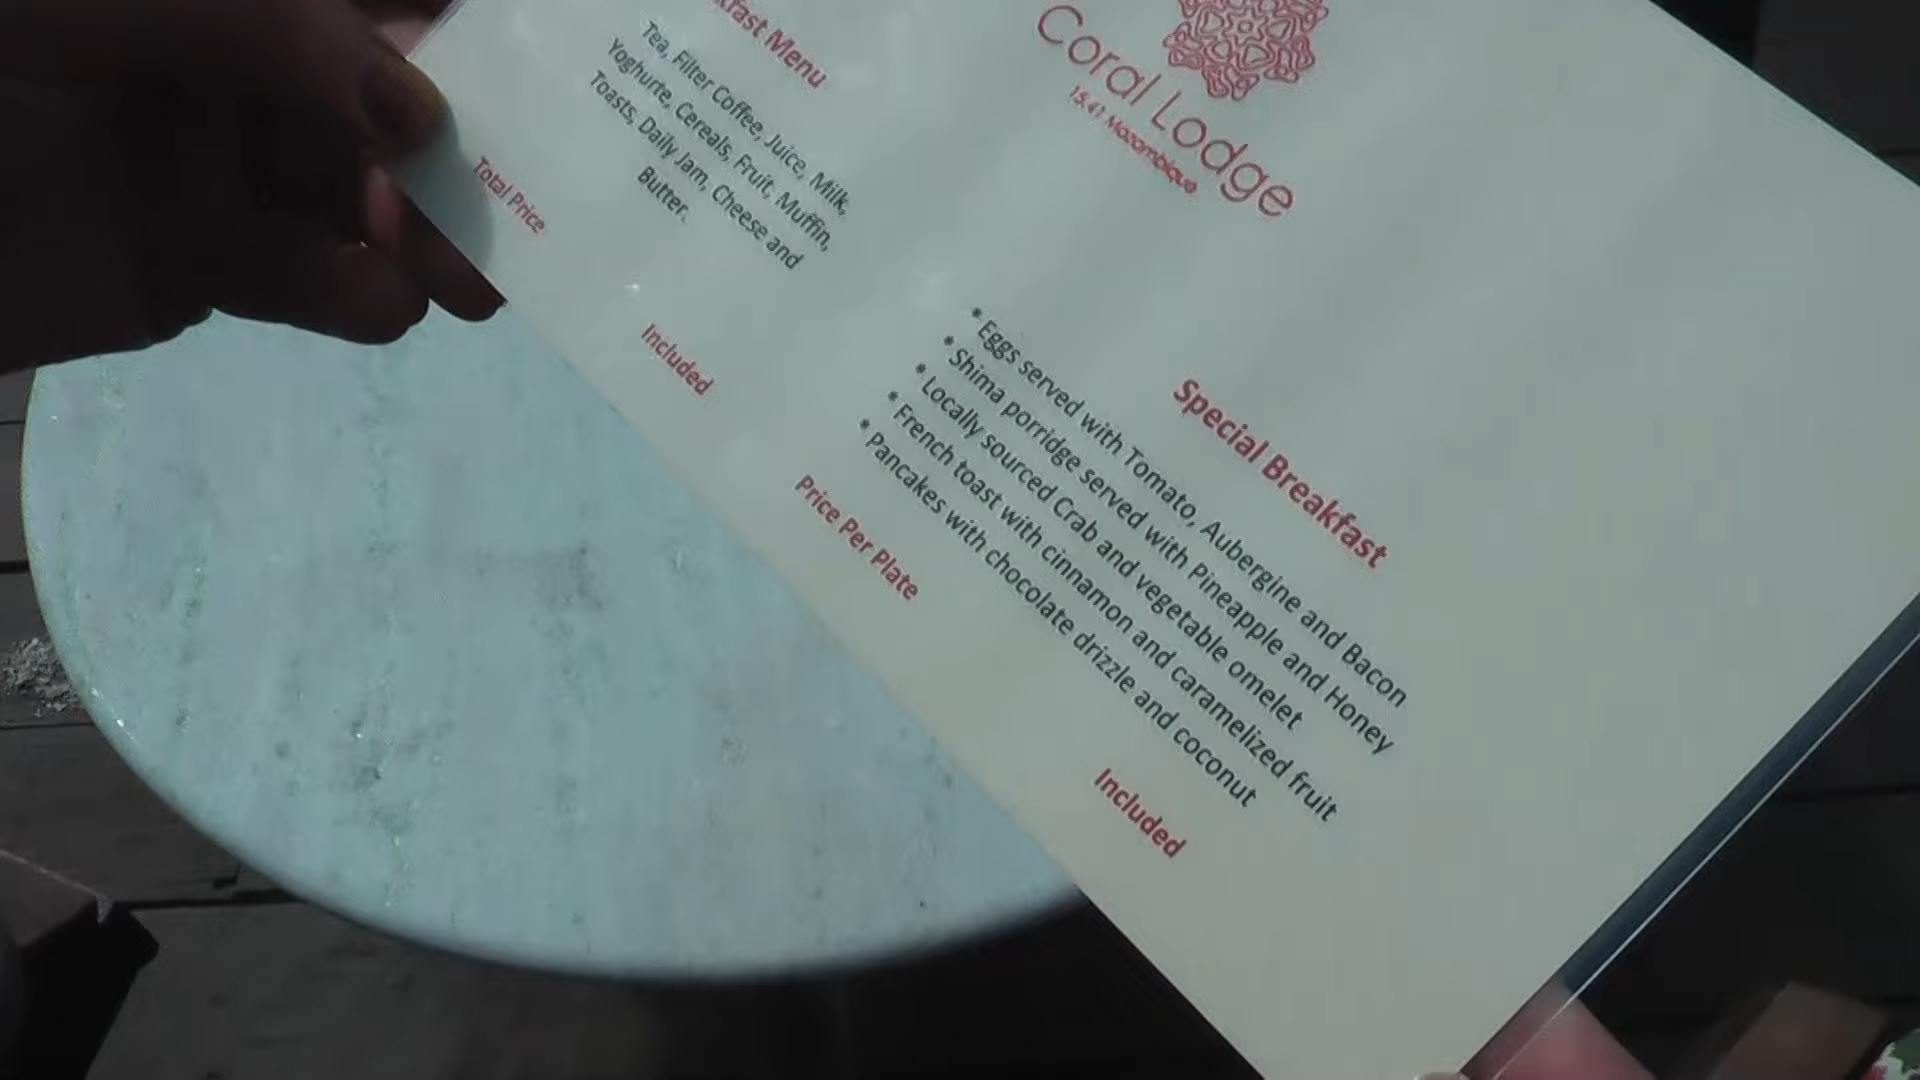 Coral Lodge
15.41 Mozambique
Menu
Tea, Filter Coffee, Juice, Milk,
Yoghurte, Cereals, Fruit, Muffin,
Toasts, Daily Jam, Cheese and
Butter.
Total Price
Included
Special Breakfast
* Eggs served with Tomato, Aubergine and Bacon
* Shima porridge served with Pineapple and Honey
* Locally sourced Crab and vegetable omelet
* French toast with cinnamon and caramelized fruit
* Pancakes with chocolate drizzle and coconut
Price Per Plate
Included